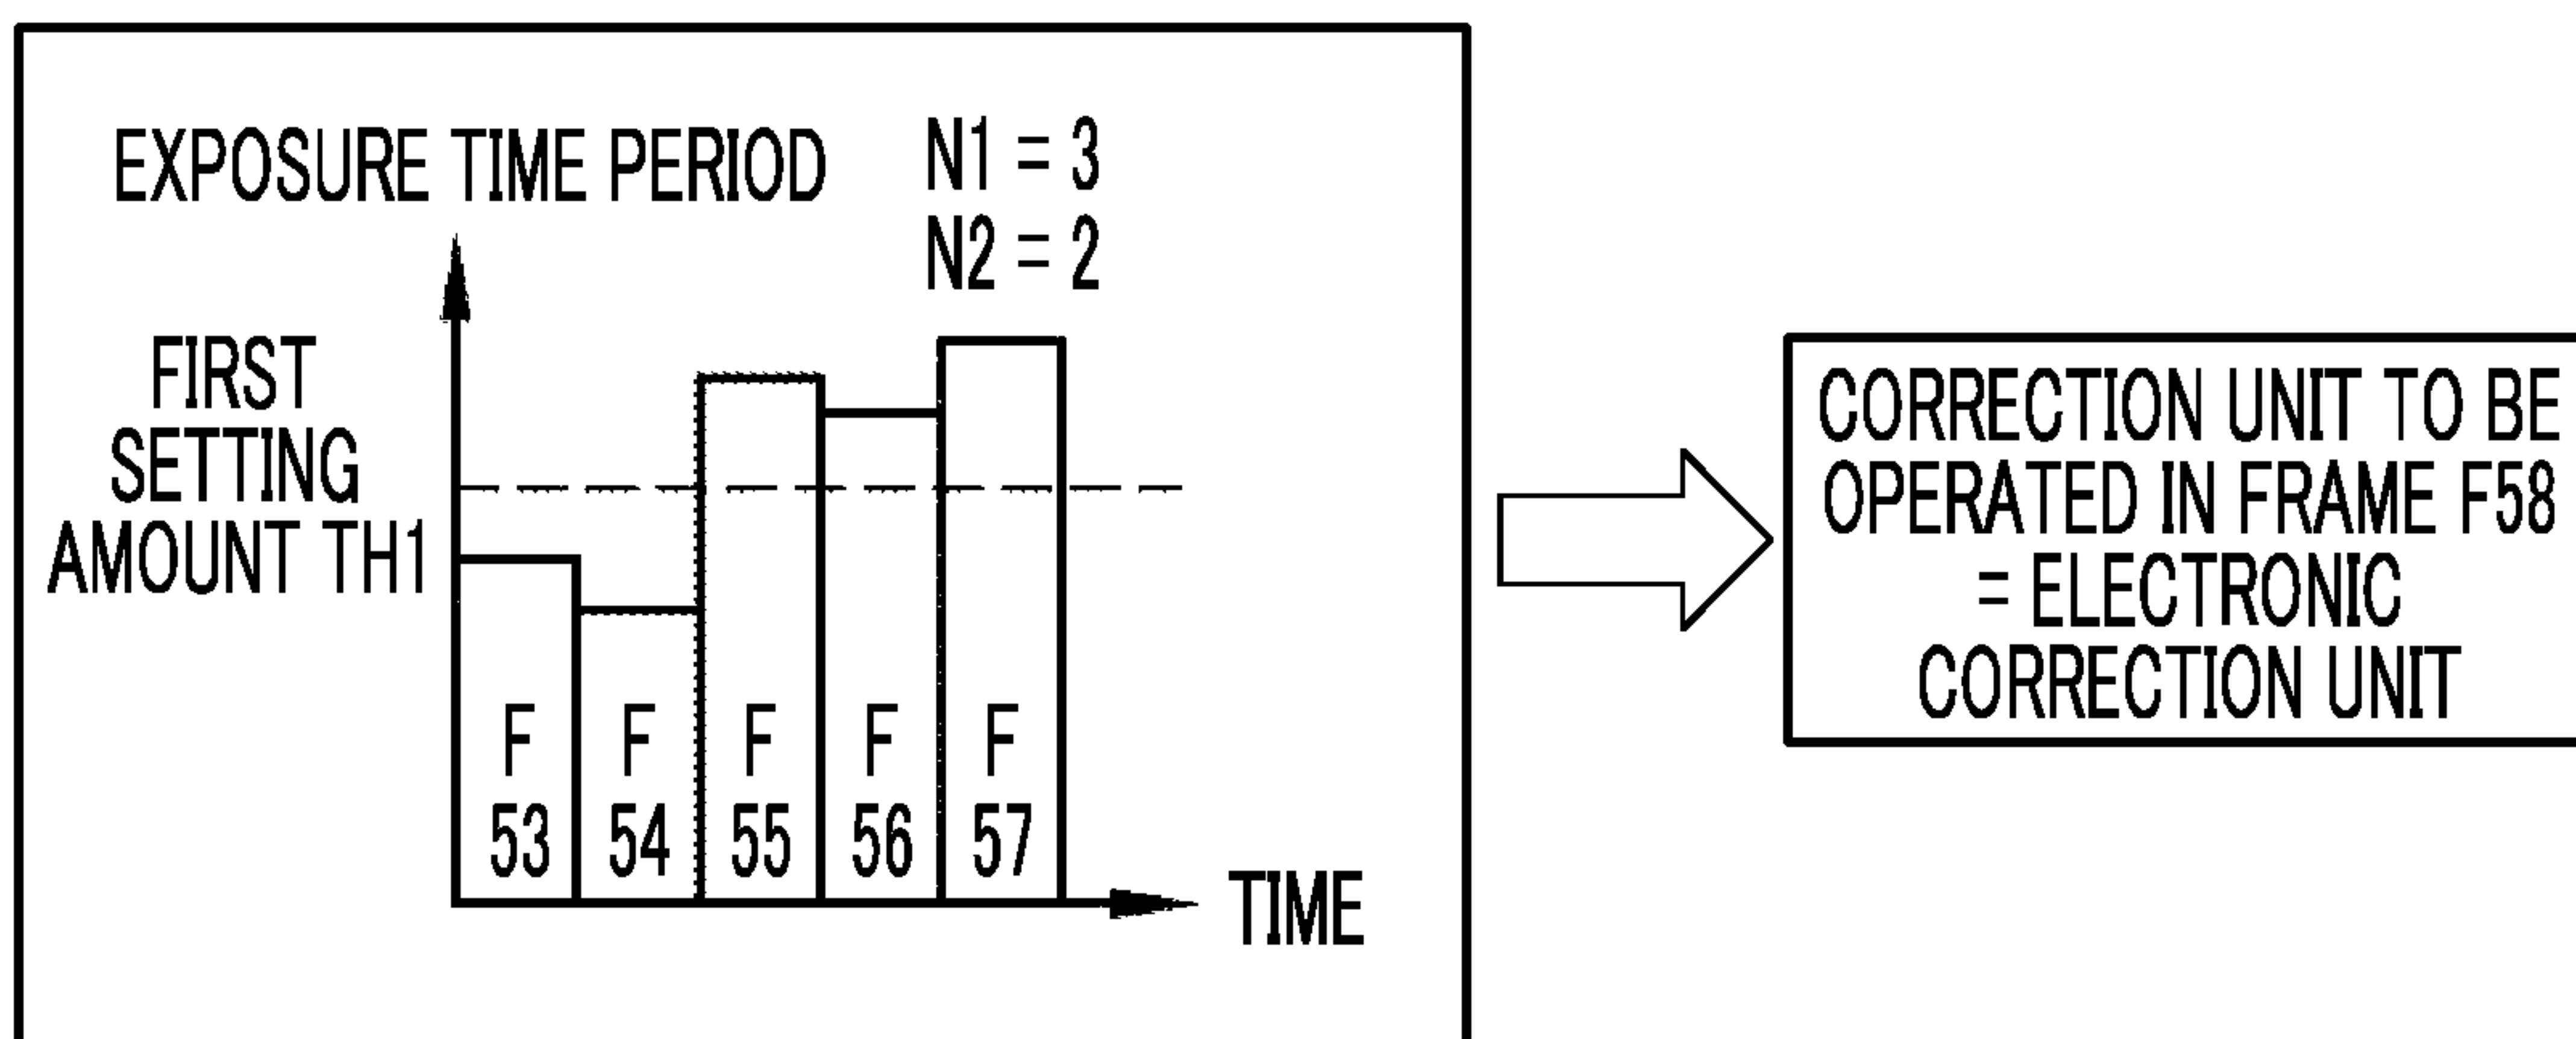 EXPOSURE TIME PERIOD
N1 = 3
N2 = 2
FIRST
SETTING
AMOUNT TH1
F
53
F
54
F
55
F
56
F
57
TIME
CORRECTION UNIT TO BE
OPERATED IN FRAME F58
= ELECTRONIC
CORRECTION UNIT